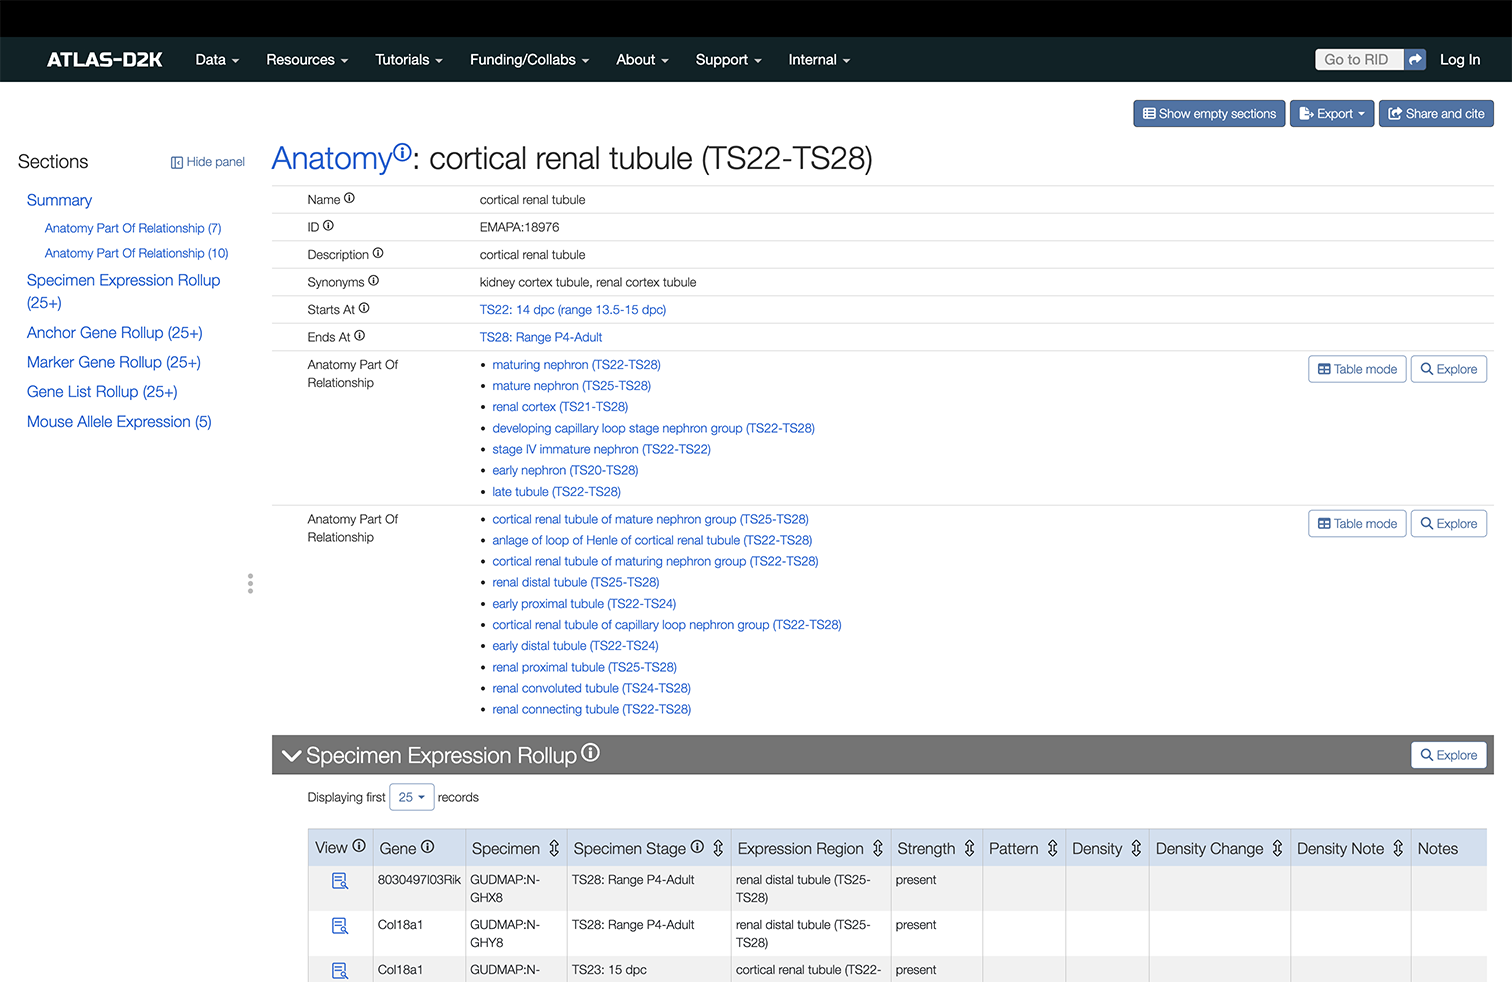 ATLAS-D2K Data Resources Tutorials Funding/Collabs About Support Internal Go to RID Log In
Show empty sections Export Share and cite
Sections Hide panel
Summary
Anatomy Part Of Relationship (7)
Anatomy Part Of Relationship (10)
Specimen Expression Rollup
(25+)
Anchor Gene Rollup (25+)
Marker Gene Rollup (25+)
Gene List Rollup (25+)
Mouse Allele Expression (5)
Anatomy: cortical renal tubule (TS22-TS28)
Name cortical renal tubule
ID EMAPA:18976
Description cortical renal tubule
Synonyms kidney cortex tubule, renal cortex tubule
Starts At TS22: 14 dpc (range 13.5-15 dpc)
Ends At TS28: Range P4-Adult
Anatomy Part Of
Relationship
• maturing nephron (TS22-TS28)
• mature nephron (TS25-TS28)
• renal cortex (TS21-TS28)
• developing capillary loop stage nephron group (TS22-TS28)
• stage IV immature nephron (TS22-TS22)
• early nephron (TS20-TS28)
• late tubule (TS22-TS28)
Table mode Explore
Anatomy Part Of
Relationship
• cortical renal tubule of mature nephron group (TS25-TS28)
• anlage of loop of Henle of cortical renal tubule (TS22-TS28)
• cortical renal tubule of maturing nephron group (TS22-TS28)
• renal distal tubule (TS25-TS28)
• early proximal tubule (TS22-TS24)
• cortical renal tubule of capillary loop nephron group (TS22-TS28)
• early distal tubule (TS22-TS24)
• renal proximal tubule (TS25-TS28)
• renal convoluted tubule (TS24-TS28)
• renal connecting tubule (TS22-TS28)
Table mode Explore
Specimen Expression Rollup Explore
Displaying first 25 records
View Gene Specimen Specimen Stage Expression Region Strength Pattern Density Density Change Density Note Notes
8030497I03Rik GUDMAP:N- TS28: Range P4-Adult renal distal tubule (TS25- present
GHX8 TS28)
Col18a1 GUDMAP:N- TS28: Range P4-Adult renal distal tubule (TS25- present
GHY8 TS28)
Col18a1 GUDMAP:N- TS23: 15 dpc cortical renal tubule (TS22- present